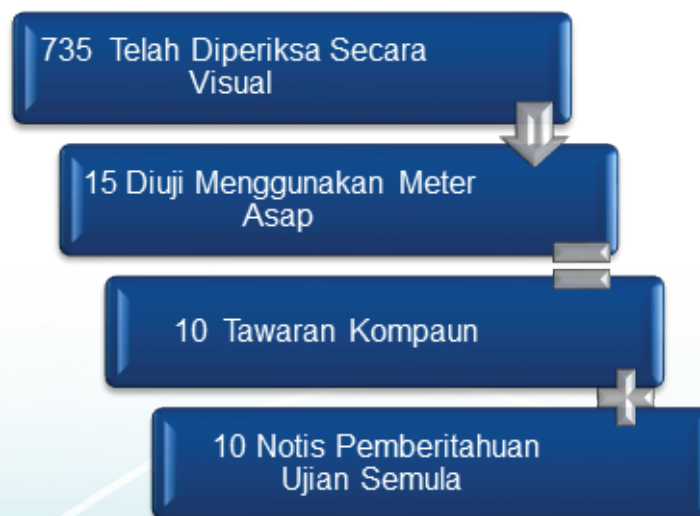 735 Telah Diperiksa Secara
Visual
15 Diuji Menggunakan Meter
Asap
10 Tawaran Kompaun
10 Notis Pemberitahuan
Ujian Semula